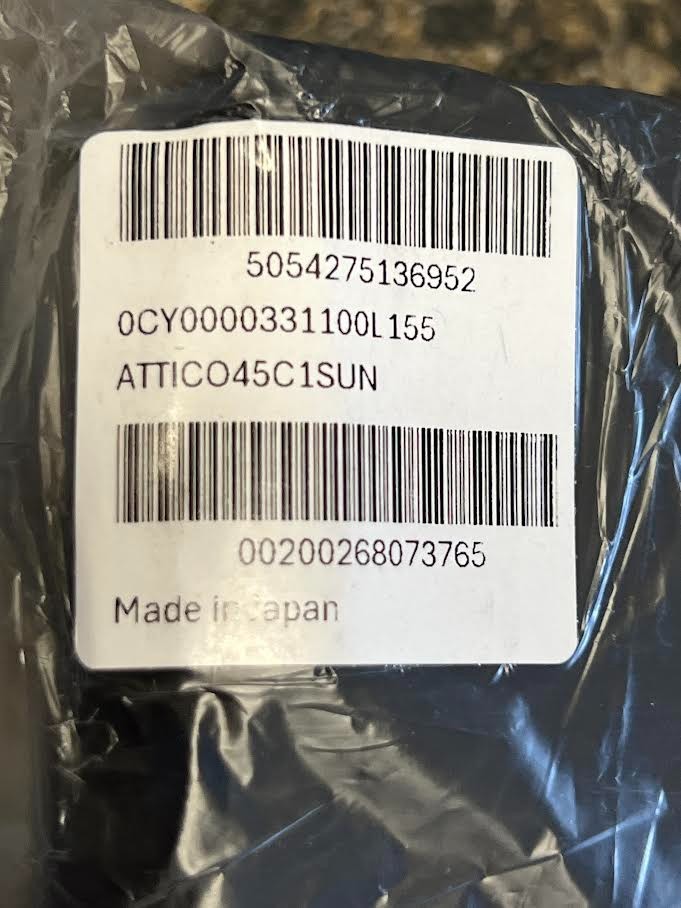 5054275136952
0CY0000331100L155
ATTICO45C1SUN
00200268073765
Made in Japan